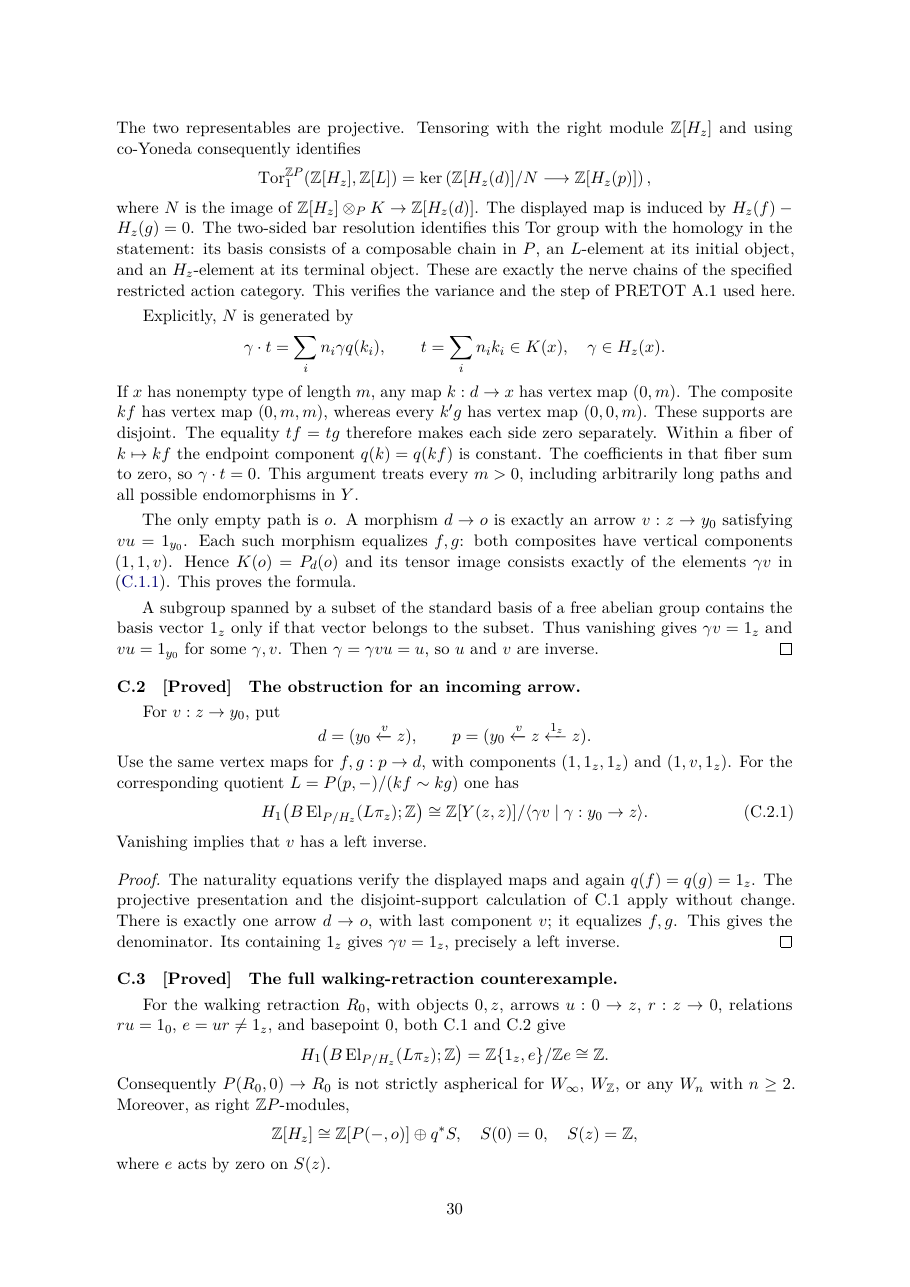 The two representables are projective. Tensoring with the right module ℤ[H_z] and using
co-Yoneda consequently identifies
Tor₁^{ℤP}(ℤ[H_z], ℤ[L]) = ker (ℤ[H_z(d)]/N ⟶ ℤ[H_z(p)]) ,
where N is the image of ℤ[H_z] ⊗_P K → ℤ[H_z(d)]. The displayed map is induced by H_z(f) −
H_z(g) = 0. The two-sided bar resolution identifies this Tor group with the homology in the
statement: its basis consists of a composable chain in P, an L-element at its initial object,
and an H_z-element at its terminal object. These are exactly the nerve chains of the specified
restricted action category. This verifies the variance and the step of PRETOT A.1 used here.
Explicitly, N is generated by
γ · t = ∑_i n_iγq(k_i), t = ∑_i n_ik_i ∈ K(x), γ ∈ H_z(x).
If x has nonempty type of length m, any map k : d → x has vertex map (0, m). The composite
kf has vertex map (0, m, m), whereas every k′g has vertex map (0, 0, m). These supports are
disjoint. The equality tf = tg therefore makes each side zero separately. Within a fiber of
k ↦ kf the endpoint component q(k) = q(kf) is constant. The coefficients in that fiber sum
to zero, so γ · t = 0. This argument treats every m > 0, including arbitrarily long paths and
all possible endomorphisms in Y.
The only empty path is o. A morphism d → o is exactly an arrow v : z → y₀ satisfying
vu = 1_{y₀}. Each such morphism equalizes f, g: both composites have vertical components
(1, 1, v). Hence K(o) = P_d(o) and its tensor image consists exactly of the elements γv in
(C.1.1). This proves the formula.
A subgroup spanned by a subset of the standard basis of a free abelian group contains the
basis vector 1_z only if that vector belongs to the subset. Thus vanishing gives γv = 1_z and
vu = 1_{y₀} for some γ, v. Then γ = γvu = u, so u and v are inverse. □
C.2 [Proved] The obstruction for an incoming arrow.
For v : z → y₀, put
d = (y₀ ←^v z), p = (y₀ ←^v z ←^{1_z} z).
Use the same vertex maps for f, g : p → d, with components (1, 1_z, 1_z) and (1, v, 1_z). For the
corresponding quotient L = P(p, −)/(kf ∼ kg) one has
H₁(B El_{P/H_z}(Lπ_z); ℤ) ≅ ℤ[Y(z, z)]/⟨γv | γ : y₀ → z⟩. (C.2.1)
Vanishing implies that v has a left inverse.
Proof. The naturality equations verify the displayed maps and again q(f) = q(g) = 1_z. The
projective presentation and the disjoint-support calculation of C.1 apply without change.
There is exactly one arrow d → o, with last component v; it equalizes f, g. This gives the
denominator. Its containing 1_z gives γv = 1_z, precisely a left inverse. □
C.3 [Proved] The full walking-retraction counterexample.
For the walking retraction R₀, with objects 0, z, arrows u : 0 → z, r : z → 0, relations
ru = 1₀, e = ur ≠ 1_z, and basepoint 0, both C.1 and C.2 give
H₁(B El_{P/H_z}(Lπ_z); ℤ) = ℤ{1_z, e}/ℤe ≅ ℤ.
Consequently P(R₀, 0) → R₀ is not strictly aspherical for W_∞, W_ℤ, or any W_n with n ≥ 2.
Moreover, as right ℤP-modules,
ℤ[H_z] ≅ ℤ[P(−, o)] ⊕ q*S, S(0) = 0, S(z) = ℤ,
where e acts by zero on S(z).
30